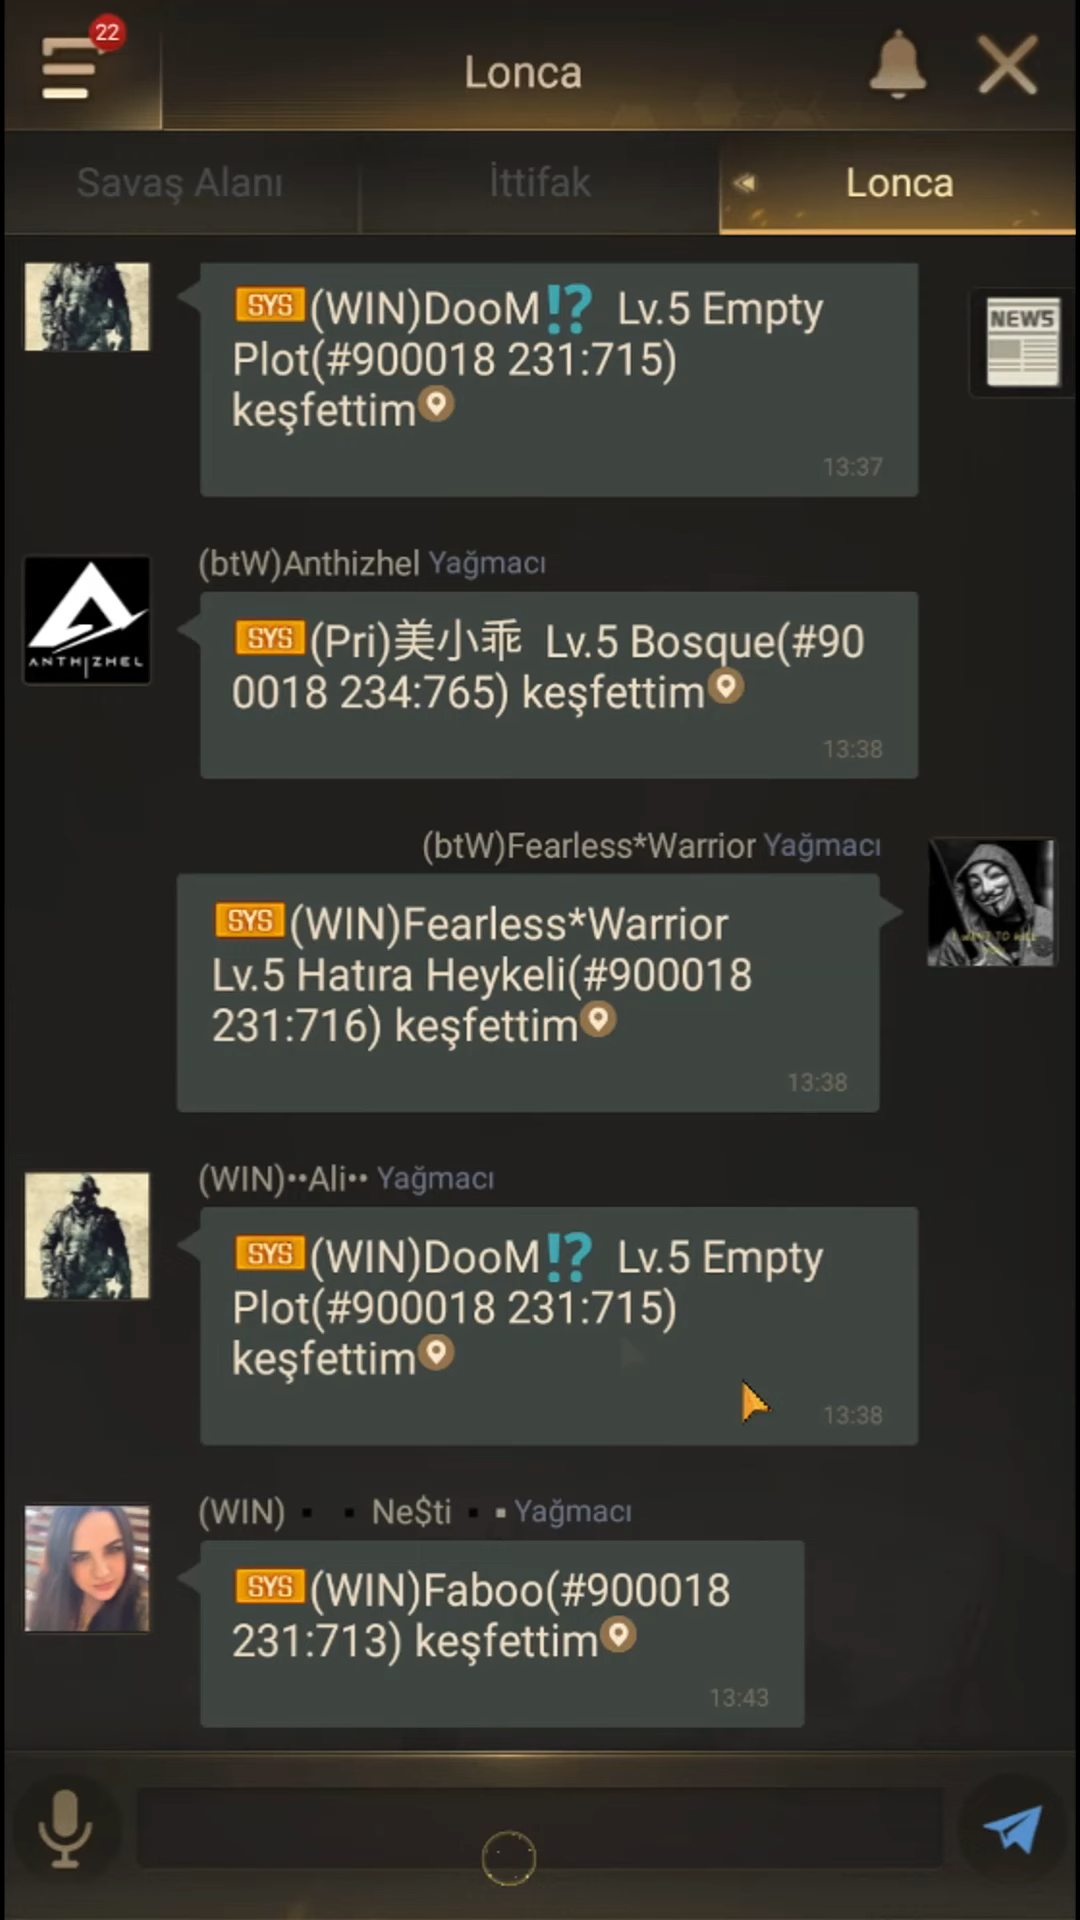 22
Lonca
Savaş Alanı
İttifak
Lonca
SYS (WIN)DooM⁉️ Lv.5 Empty
Plot(#900018 231:715)
keşfettim
13:37
NEWS
(btW)Anthizhel Yağmacı
ANTHIZHEL
SYS (Pri)美小乖 Lv.5 Bosque(#90
0018 234:765) keşfettim
13:38
(btW)Fearless*Warrior Yağmacı
SYS (WIN)Fearless*Warrior
Lv.5 Hatıra Heykeli(#900018
231:716) keşfettim
13:38
(WIN)••Ali•• Yağmacı
SYS (WIN)DooM⁉️ Lv.5 Empty
Plot(#900018 231:715)
keşfettim
13:38
(WIN) ▪ ▪ Ne$ti ▪ ▪ Yağmacı
SYS (WIN)Faboo(#900018
231:713) keşfettim
13:43